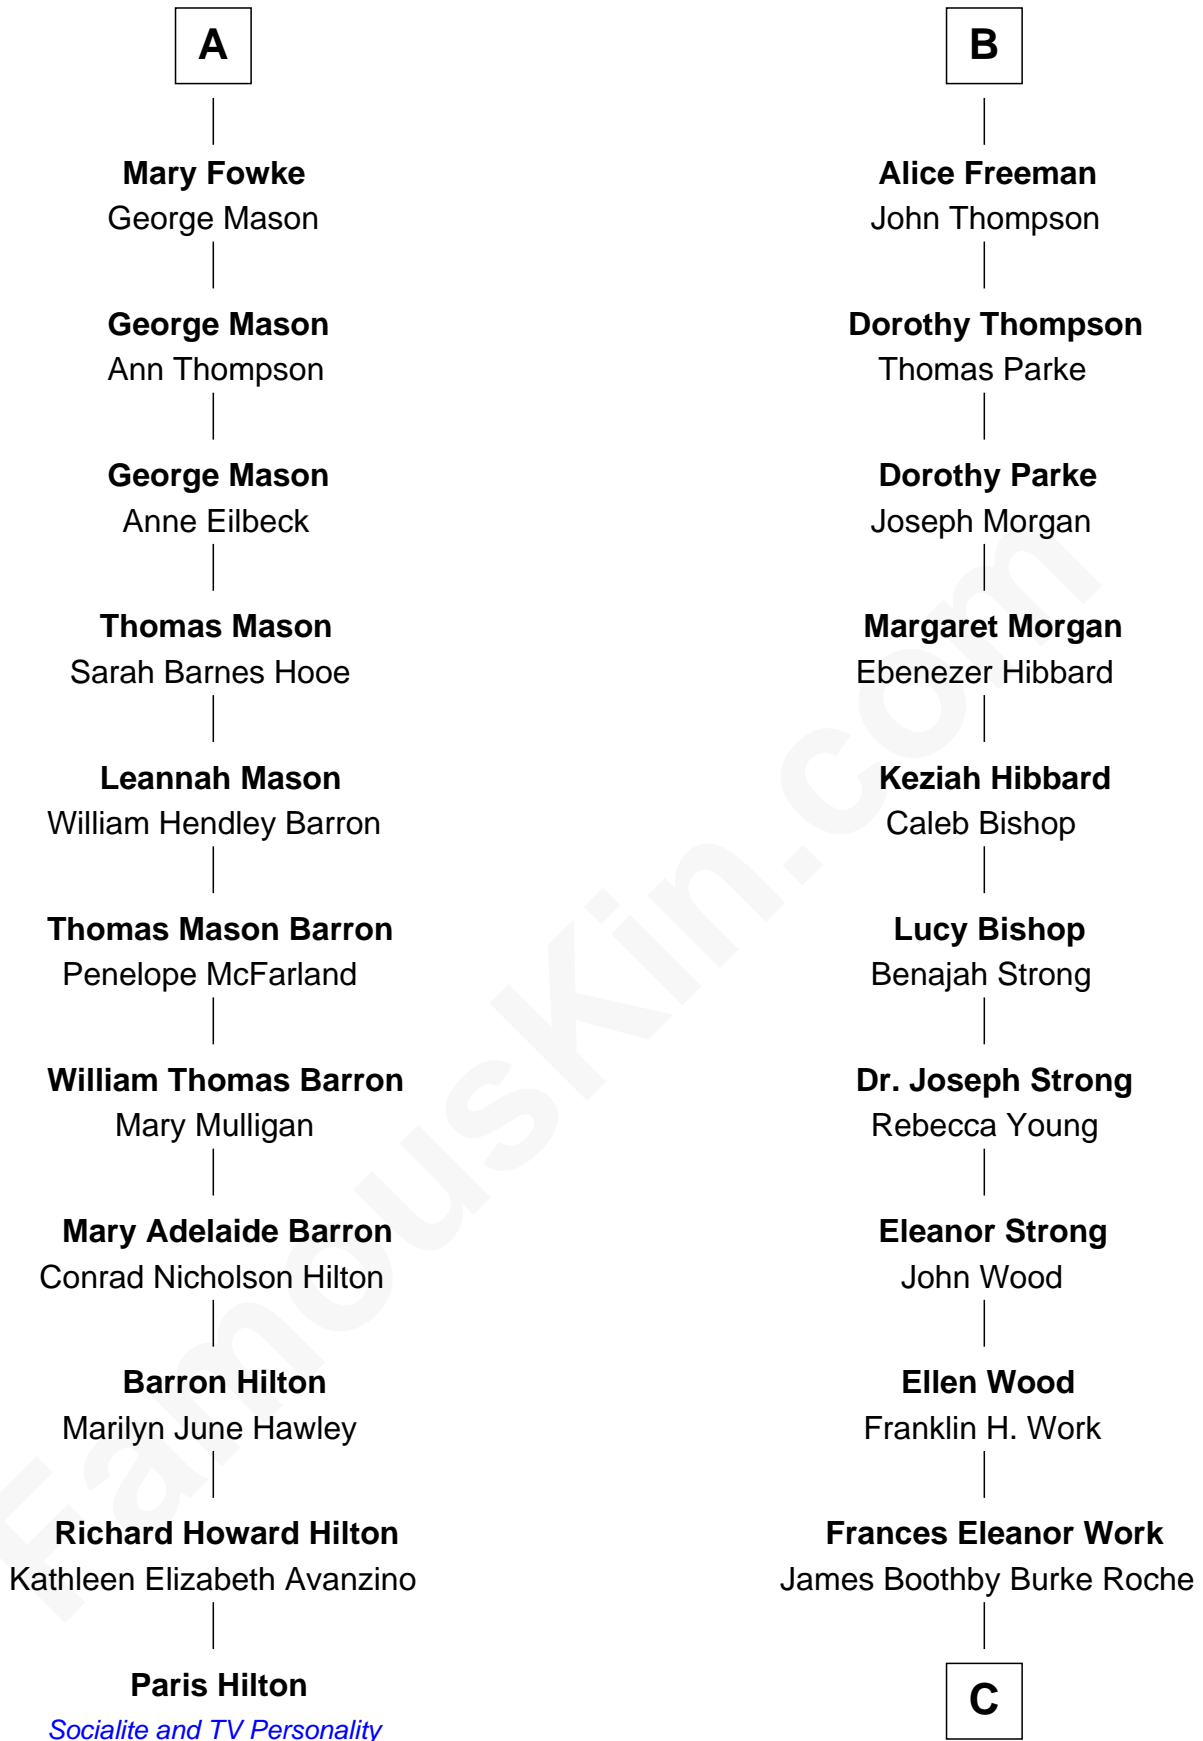 A
Mary Fowke
George Mason
George Mason
Ann Thompson
George Mason
Anne Eilbeck
Thomas Mason
Sarah Barnes Hooe
Leannah Mason
William Hendley Barron
Thomas Mason Barron
Penelope McFarland
William Thomas Barron
Mary Mulligan
Mary Adelaide Barron
Conrad Nicholson Hilton
Barron Hilton
Marilyn June Hawley
Richard Howard Hilton
Kathleen Elizabeth Avanzino
Paris Hilton
Socialite and TV Personality
B
Alice Freeman
John Thompson
Dorothy Thompson
Thomas Parke
Dorothy Parke
Joseph Morgan
Margaret Morgan
Ebenezer Hibbard
Keziah Hibbard
Caleb Bishop
Lucy Bishop
Benajah Strong
Dr. Joseph Strong
Rebecca Young
Eleanor Strong
John Wood
Ellen Wood
Franklin H. Work
Frances Eleanor Work
James Boothby Burke Roche
C
FamousKin.com